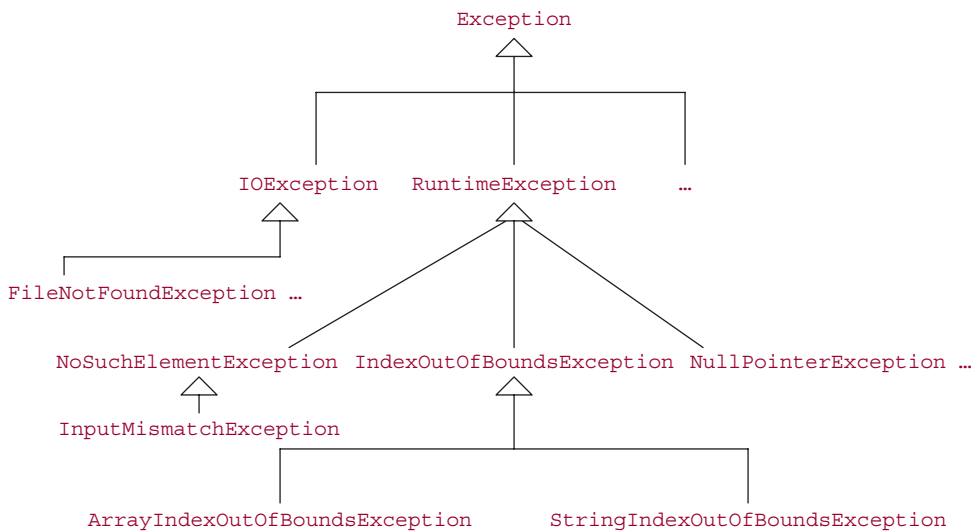 Exception
IOException RuntimeException …
FileNotFoundException …
NoSuchElementException IndexOutOfBoundsException NullPointerException …
InputMismatchException
ArrayIndexOutOfBoundsException StringIndexOutOfBoundsException